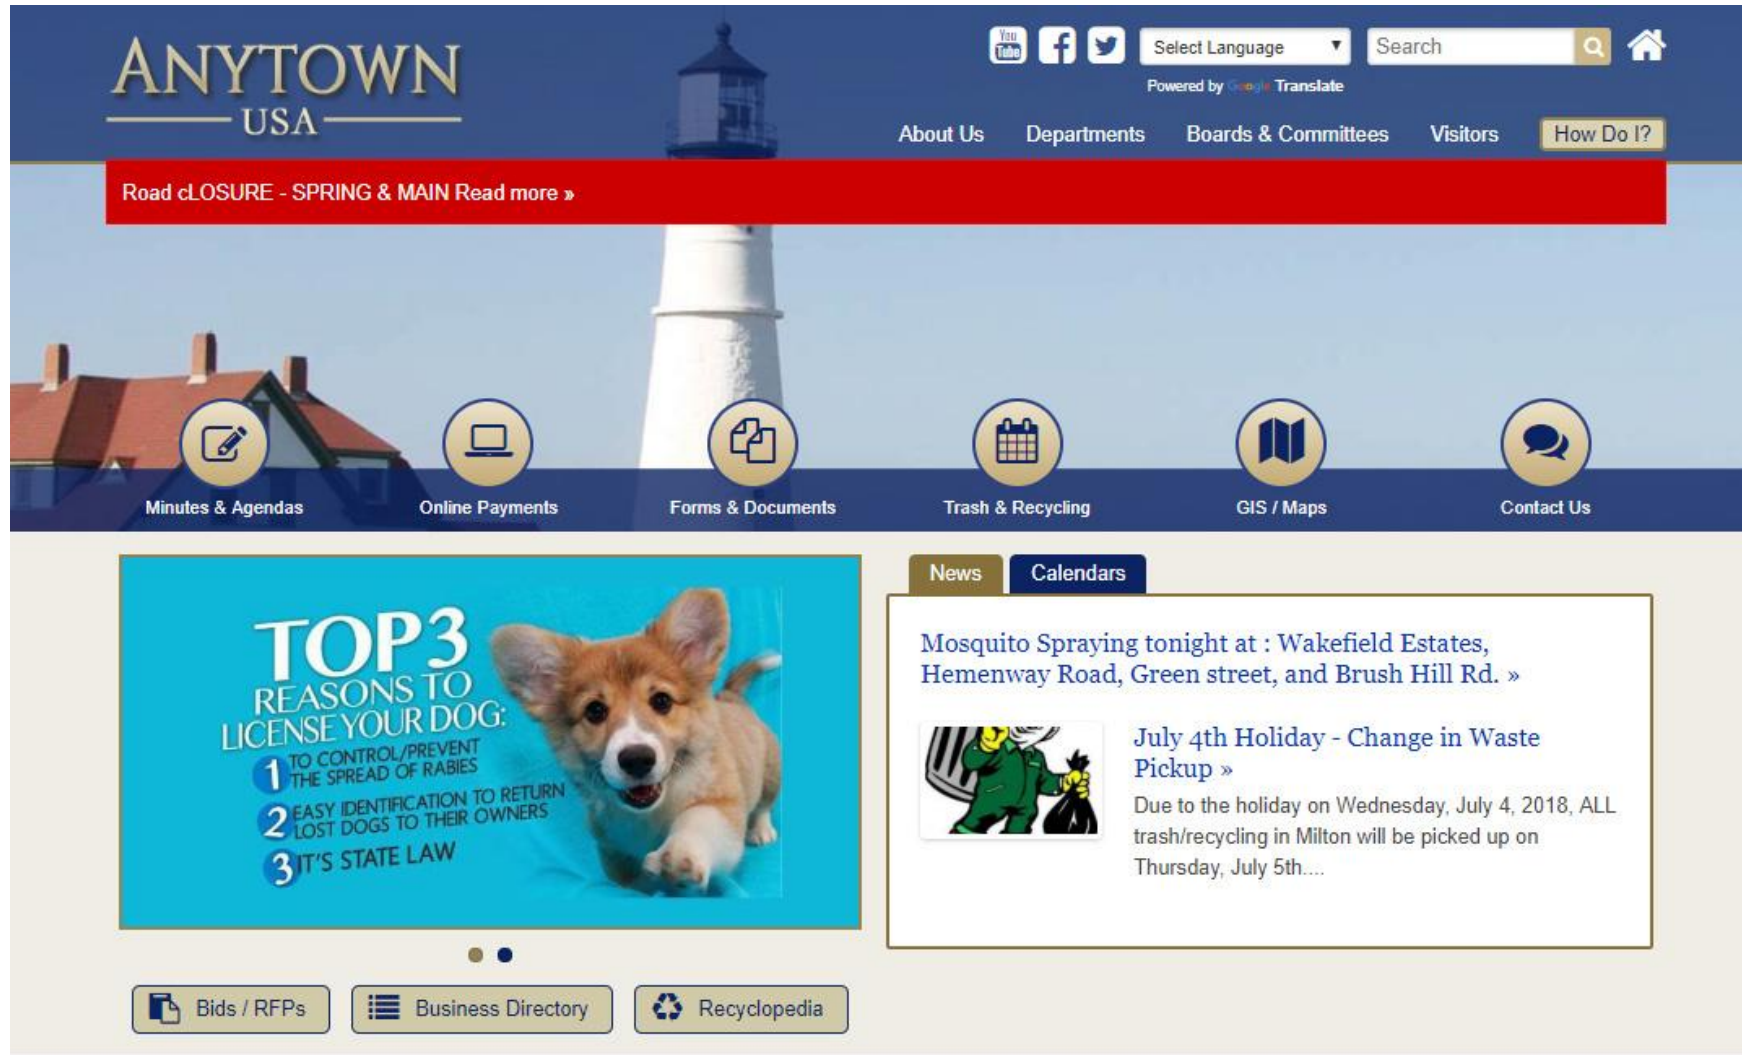 ANYTOWN
USA
You
Tube
Select Language
Search
Powered by Google Translate
About Us
Departments
Boards & Committees
Visitors
How Do I?
Road cLOSURE - SPRING & MAIN Read more »
Minutes & Agendas
Online Payments
Forms & Documents
Trash & Recycling
GIS / Maps
Contact Us
TOP3
REASONS TO
LICENSE YOUR DOG:
1 TO CONTROL/PREVENT
THE SPREAD OF RABIES
2 EASY IDENTIFICATION TO RETURN
LOST DOGS TO THEIR OWNERS
3 IT'S STATE LAW
News
Calendars
Mosquito Spraying tonight at : Wakefield Estates,
Hemenway Road, Green street, and Brush Hill Rd. »
July 4th Holiday - Change in Waste
Pickup »
Due to the holiday on Wednesday, July 4, 2018, ALL
trash/recycling in Milton will be picked up on
Thursday, July 5th....
Bids / RFPs
Business Directory
Recyclopedia